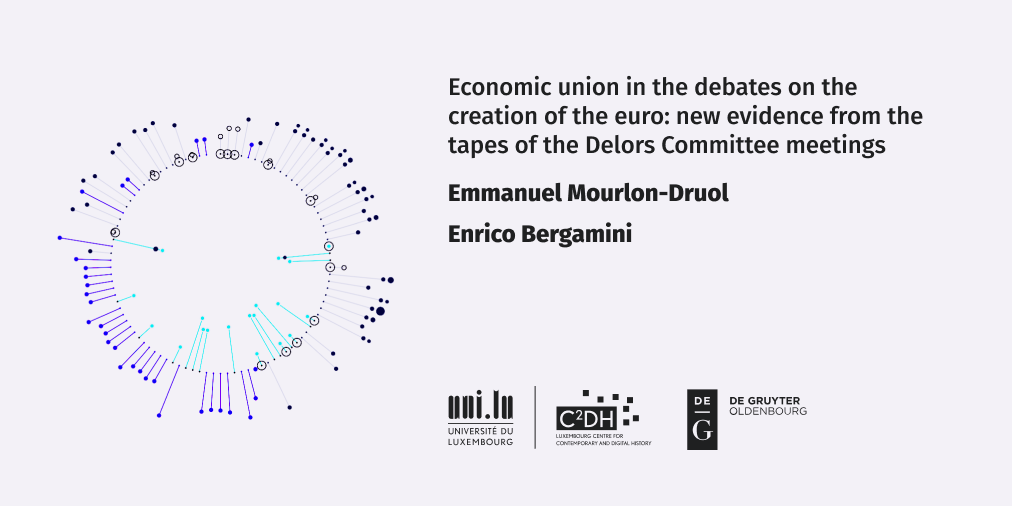 Economic union in the debates on the
creation of the euro: new evidence from the
tapes of the Delors Committee meetings
Emmanuel Mourlon-Druol
Enrico Bergamini
uni.lu
UNIVERSITÉ DU
LUXEMBOURG
C²DH
LUXEMBOURG CENTRE FOR
CONTEMPORARY AND DIGITAL HISTORY
DE
G
DE GRUYTER
OLDENBOURG